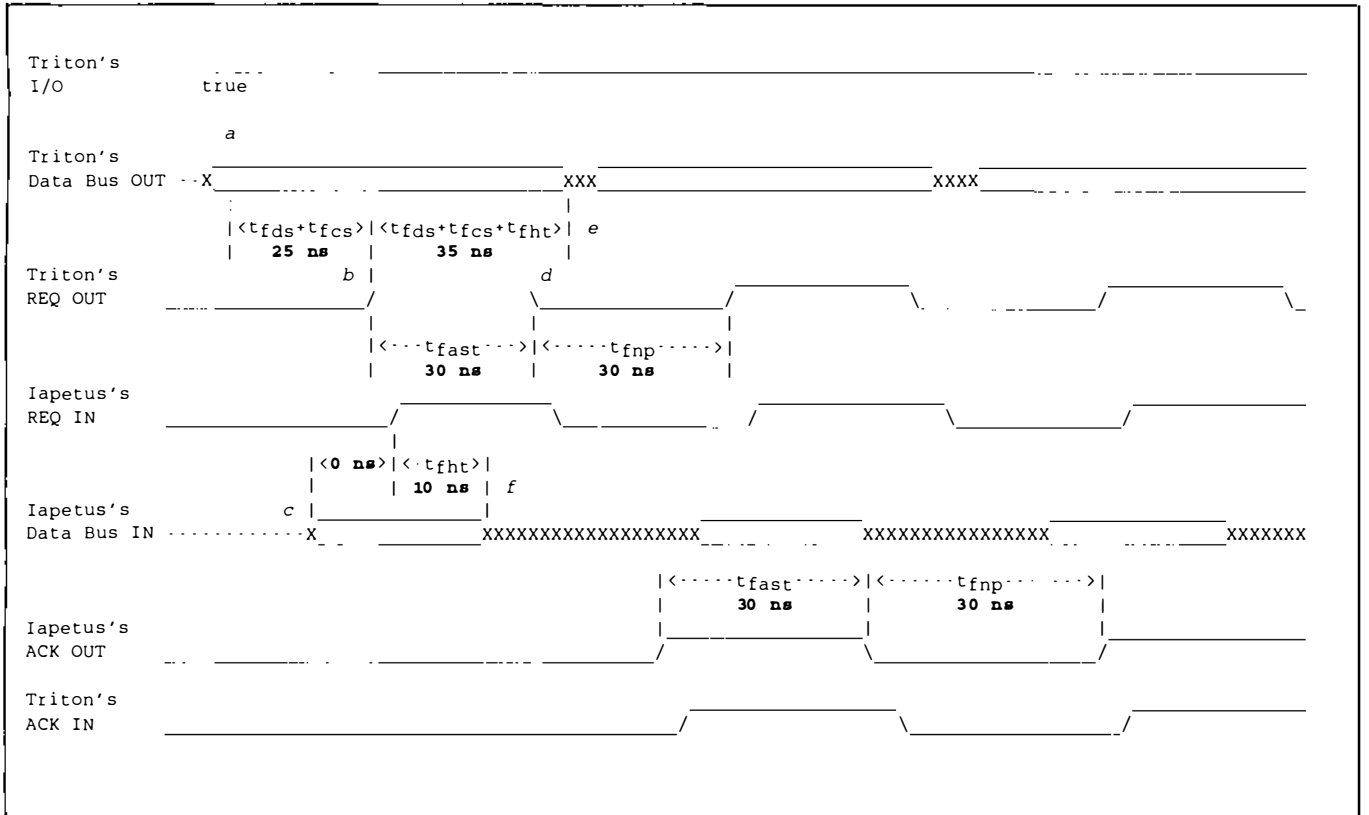 Triton's
I/O true
a
Triton's
Data Bus OUT --X XXX XXXX
|<tfds+tfcs>|<tfds+tfcs+tfht>| e
| 25 ns | 35 ns |
Triton's b | d
REQ OUT
|<---tfast--->|<----tfnp----->|
| 30 ns | 30 ns |
Iapetus's
REQ IN
|<0 ns>|<-tfht>|
| | 10 ns | f
Iapetus's c |
Data Bus IN ------------X XXXXXXXXXXXXXXXXXXX XXXXXXXXXXXXXXXX XXXXXXX
|<-----tfast----->|<------tfnp------>|
| 30 ns | 30 ns |
Iapetus's
ACK OUT
Triton's
ACK IN